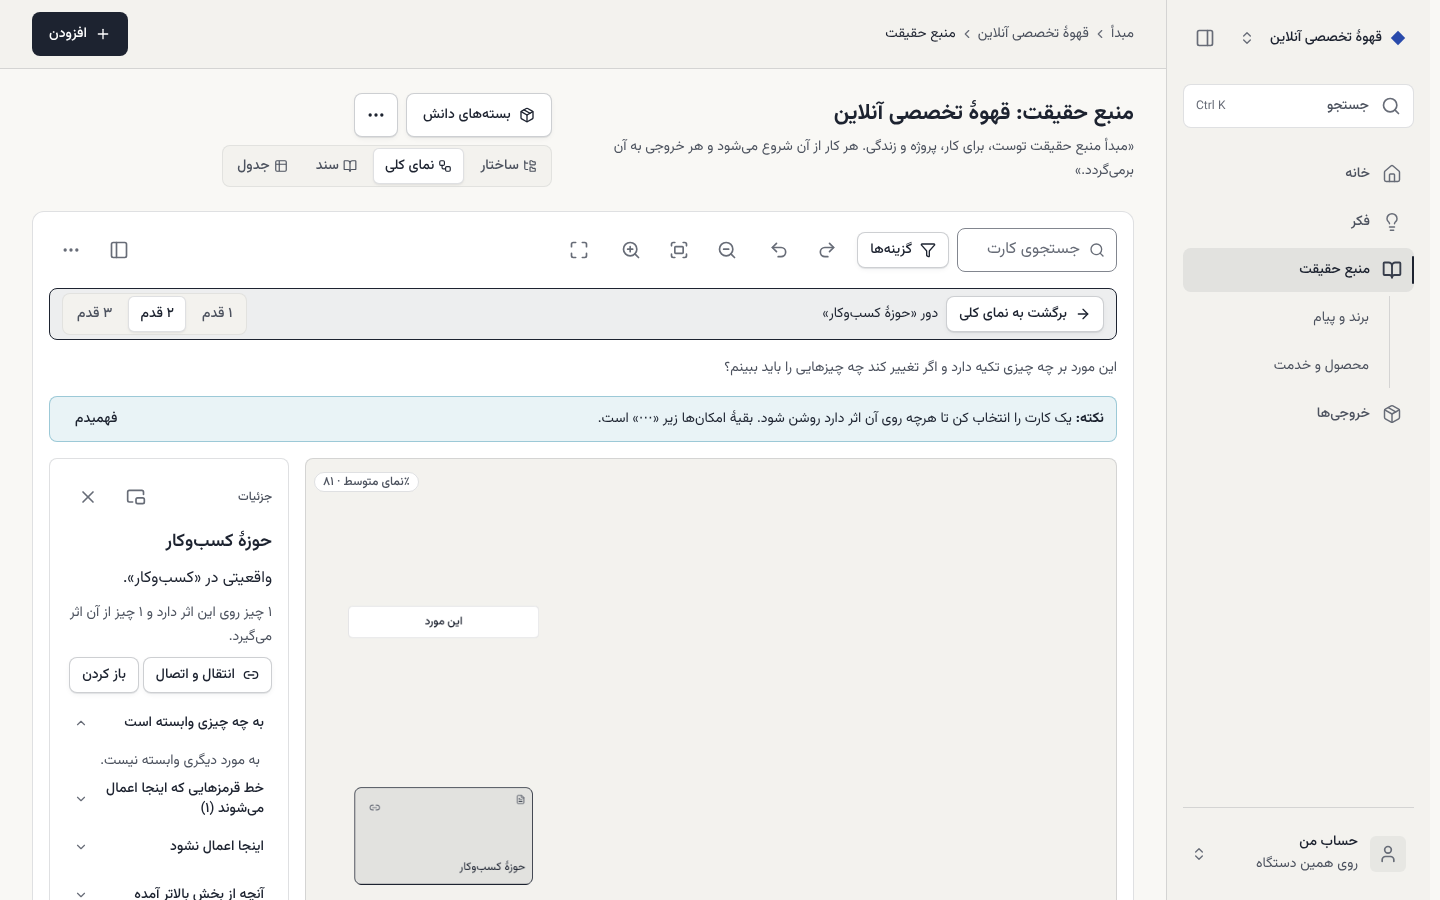 قهوهٔ تخصصی آنلاین
جستجو
Ctrl K
خانه
فکر
منبع حقیقت
برند و پیام
محصول و خدمت
خروجی‌ها
حساب من
روی همین دستگاه
مبدأ › قهوهٔ تخصصی آنلاین › منبع حقیقت
افزودن
منبع حقیقت: قهوهٔ تخصصی آنلاین
«مبدأ منبع حقیقت توست، برای کار، پروژه و زندگی. هر کار از آن شروع می‌شود و هر خروجی به آن
برمی‌گردد.»
بسته‌های دانش
ساختار
نمای کلی
سند
جدول
جستجوی کارت
گزینه‌ها
برگشت به نمای کلی
دور «حوزهٔ کسب‌وکار»
۱ قدم
۲ قدم
۳ قدم
این مورد بر چه چیزی تکیه دارد و اگر تغییر کند چه چیزهایی را باید ببینم؟
نکته: یک کارت را انتخاب کن تا هرچه روی آن اثر دارد روشن شود. بقیهٔ امکان‌ها زیر «⋯» است.
فهمیدم
٪نمای متوسط · ۸۱
این مورد
حوزهٔ کسب‌وکار
جزئیات
حوزهٔ کسب‌وکار
واقعیتی در «کسب‌وکار».
۱ چیز روی این اثر دارد و ۱ چیز از آن اثر
می‌گیرد.
انتقال و اتصال
باز کردن
به چه چیزی وابسته است
به مورد دیگری وابسته نیست.
خط قرمزهایی که اینجا اعمال
می‌شوند (۱)
اینجا اعمال نشود
آنچه از بخش بالاتر آمده